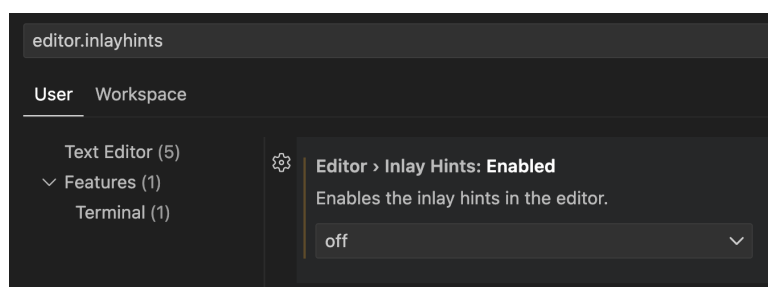 editor.inlayhints
User Workspace
Text Editor (5)
Features (1)
Terminal (1)
Editor › Inlay Hints: Enabled
Enables the inlay hints in the editor.
off